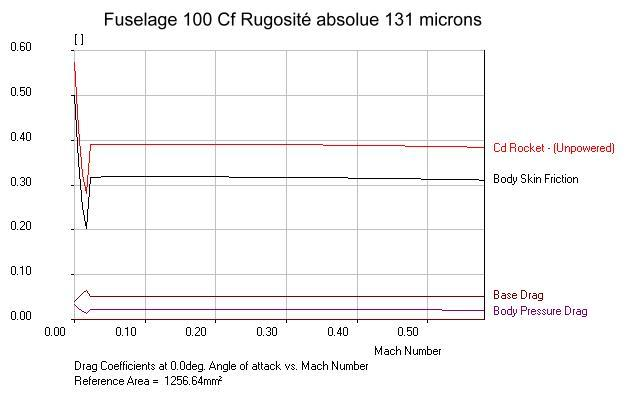 Fuselage 100 Cf Rugosité absolue 131 microns
[ ]
0.60
0.50
0.40
Cd Rocket - (Unpowered)
0.30
Body Skin Friction
0.20
0.10
Base Drag
0.00
Body Pressure Drag
0.00 0.10 0.20 0.30 0.40 0.50
Mach Number
Drag Coefficients at 0.0deg. Angle of attack vs. Mach Number
Reference Area = 1256.64mm²